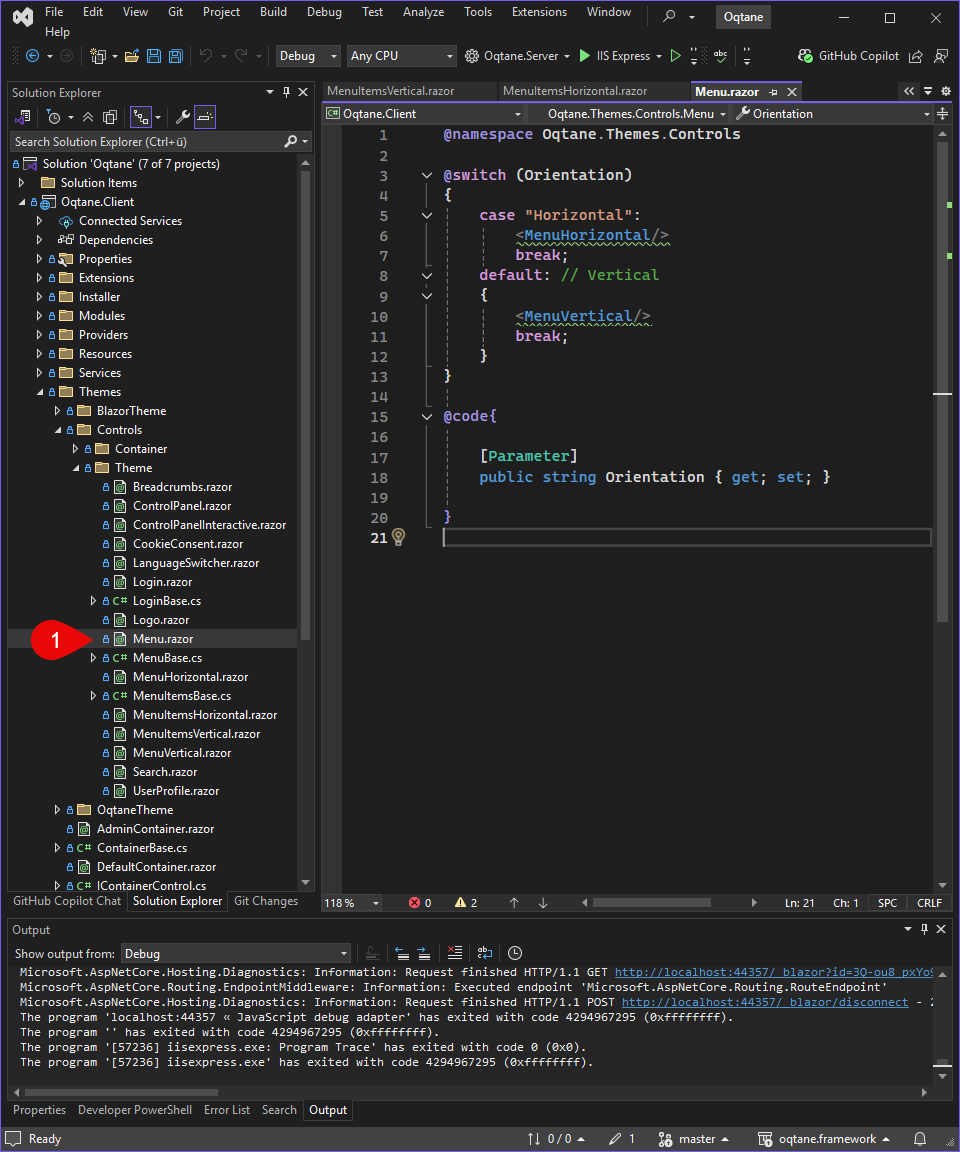 File Edit View Git Project Build Debug Test Analyze Tools Extensions Window Oqtane
Help
Debug Any CPU Oqtane.Server IIS Express GitHub Copilot
Solution Explorer
Search Solution Explorer (Ctrl+ü)
Solution 'Oqtane' (7 of 7 projects)
Solution Items
Oqtane.Client
Connected Services
Dependencies
Properties
Extensions
Installer
Modules
Providers
Resources
Services
Themes
BlazorTheme
Controls
Container
Theme
Breadcrumbs.razor
ControlPanel.razor
ControlPanelInteractive.razor
CookieConsent.razor
LanguageSwitcher.razor
Login.razor
C# LoginBase.cs
Logo.razor
1 Menu.razor
C# MenuBase.cs
MenuHorizontal.razor
C# MenuItemsBase.cs
MenuItemsHorizontal.razor
MenuItemsVertical.razor
MenuVertical.razor
Search.razor
UserProfile.razor
OqtaneTheme
AdminContainer.razor
C# ContainerBase.cs
DefaultContainer.razor
C# IContainerControl.cs
GitHub Copilot Chat Solution Explorer Git Changes
MenuItemsVertical.razor MenuItemsHorizontal.razor Menu.razor
Oqtane.Client Oqtane.Themes.Controls.Menu Orientation
1 @namespace Oqtane.Themes.Controls
2
3 @switch (Orientation)
4 {
5 case "Horizontal":
6 <MenuHorizontal/>
7 break;
8 default: // Vertical
9 {
10 <MenuVertical/>
11 break;
12 }
13 }
14
15 @code{
16
17 [Parameter]
18 public string Orientation { get; set; }
19
20 }
21
118 % 0 2 Ln: 21 Ch: 1 SPC CRLF
Output
Show output from: Debug
Microsoft.AspNetCore.Hosting.Diagnostics: Information: Request finished HTTP/1.1 GET http://localhost:44357/_blazor?id=3Q-ou8_pxYo9
Microsoft.AspNetCore.Routing.EndpointMiddleware: Information: Executed endpoint 'Microsoft.AspNetCore.Routing.RouteEndpoint'
Microsoft.AspNetCore.Hosting.Diagnostics: Information: Request finished HTTP/1.1 POST http://localhost:44357/_blazor/disconnect - 2
The program 'localhost:44357 « JavaScript debug adapter' has exited with code 4294967295 (0xffffffff).
The program '' has exited with code 4294967295 (0xffffffff).
The program '[57236] iisexpress.exe: Program Trace' has exited with code 0 (0x0).
The program '[57236] iisexpress.exe' has exited with code 4294967295 (0xffffffff).
Properties Developer PowerShell Error List Search Output
Ready 0 / 0 1 master oqtane.framework